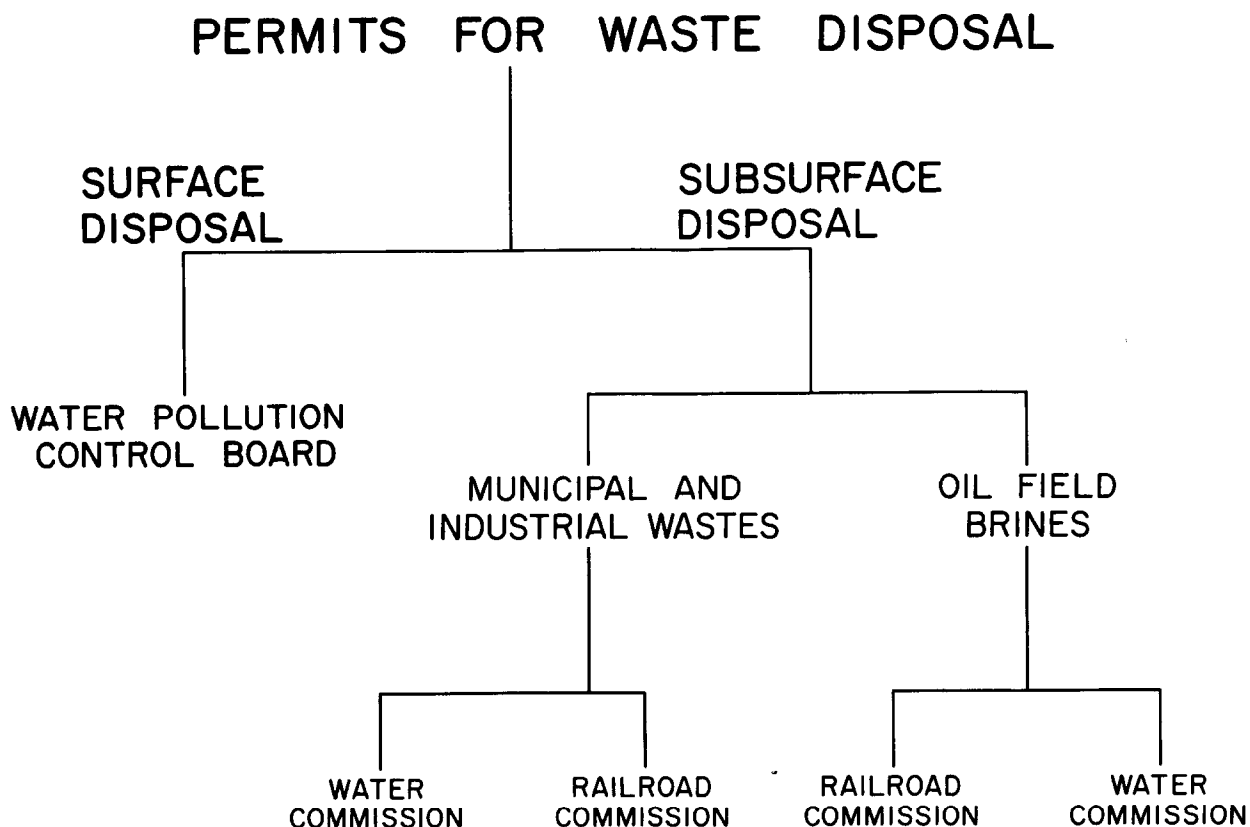 PERMITS FOR WASTE DISPOSAL
SURFACE
DISPOSAL
SUBSURFACE
DISPOSAL
WATER POLLUTION
CONTROL BOARD
MUNICIPAL AND
INDUSTRIAL WASTES
OIL FIELD
BRINES
WATER
COMMISSION
RAILROAD
COMMISSION
RAILROAD
COMMISSION
WATER
COMMISSION